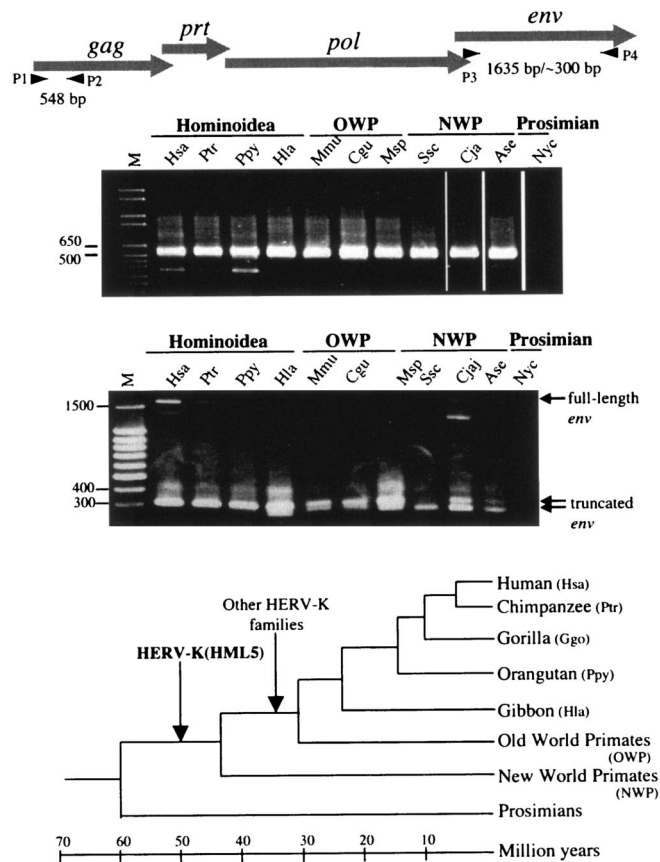 gag prt pol env
P1 P2 P3 P4
548 bp
1635 bp/~300 bp
Hominoidea OWP NWP Prosimian
M Hsa Ptr Ppy Hla Mmu Cgu Msp Ssc Cja Ase Nyc
650
500
Hominoidea OWP NWP Prosimian
M Hsa Ptr Ppy Hla Mmu Cgu Msp Ssc Cjaj Ase Nyc
1500
full-length
env
400
300
truncated
env
Other HERV-K
families
HERV-K(HML5)
Human (Hsa)
Chimpanzee (Ptr)
Gorilla (Ggo)
Orangutan (Ppy)
Gibbon (Hla)
Old World Primates
(OWP)
New World Primates
(NWP)
Prosimians
70 60 50 40 30 20 10 Million years